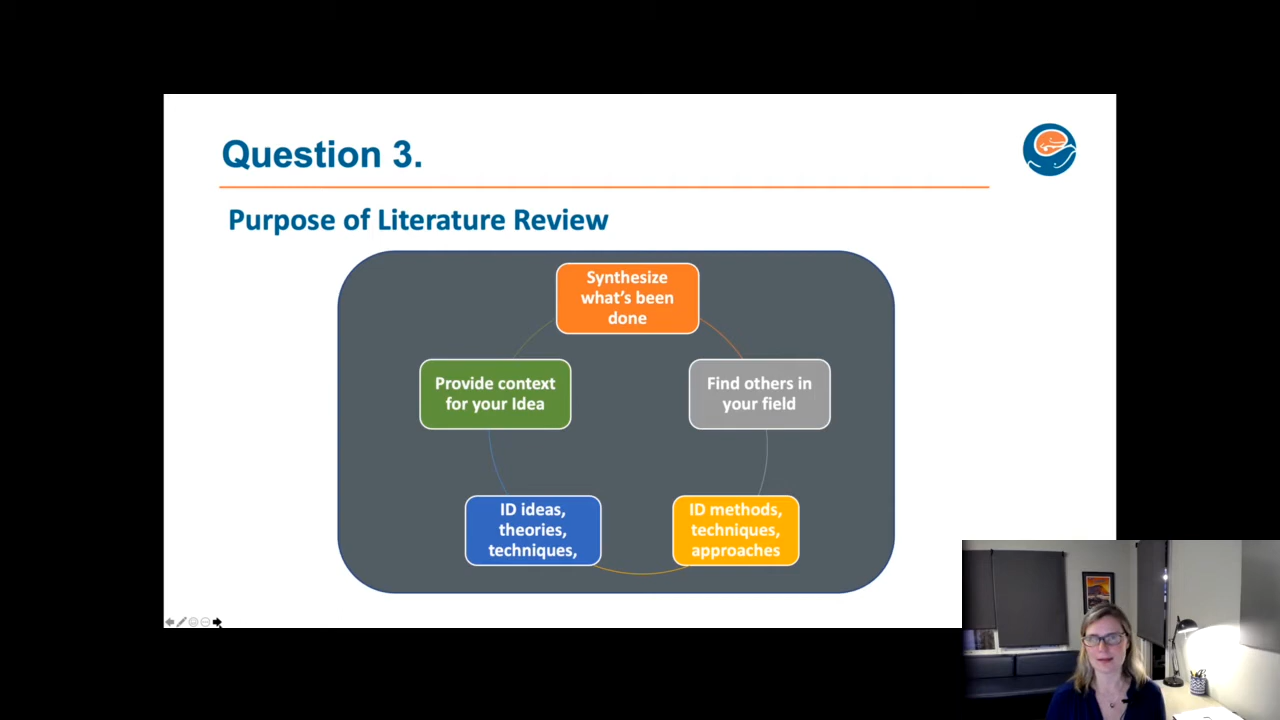 Question 3.
Purpose of Literature Review
Synthesize
what's been
done
Provide context
for your Idea
Find others in
your field
ID ideas,
theories,
techniques,
ID methods,
techniques,
approaches